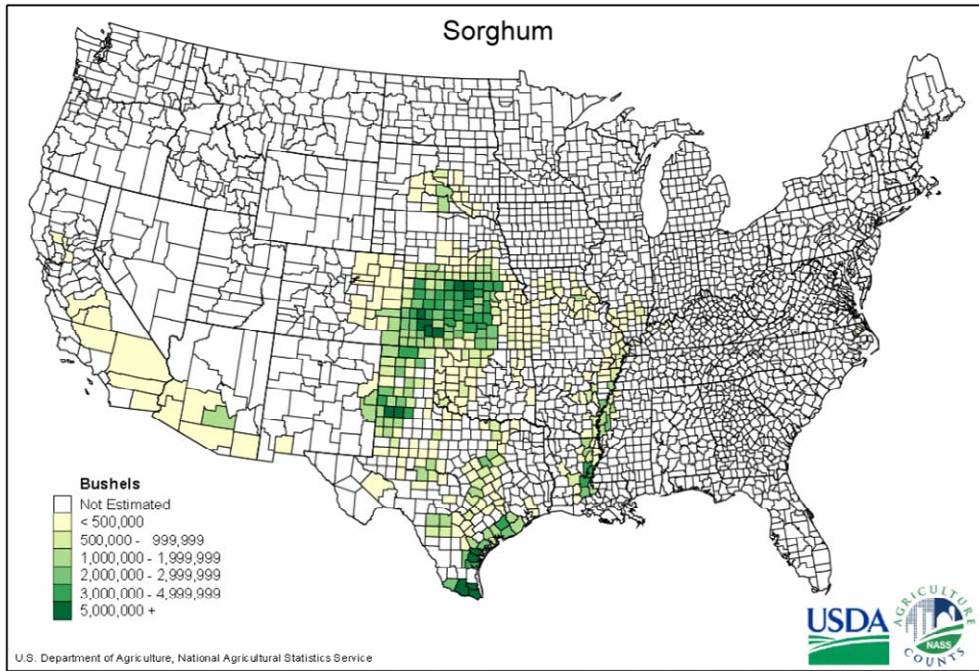 Sorghum
Bushels
Not Estimated
< 500,000
500,000 - 999,999
1,000,000 - 1,999,999
2,000,000 - 2,999,999
3,000,000 - 4,999,999
5,000,000 +
U.S. Department of Agriculture, National Agricultural Statistics Service
USDA
AGRICULTURE
NASS
COUNTS